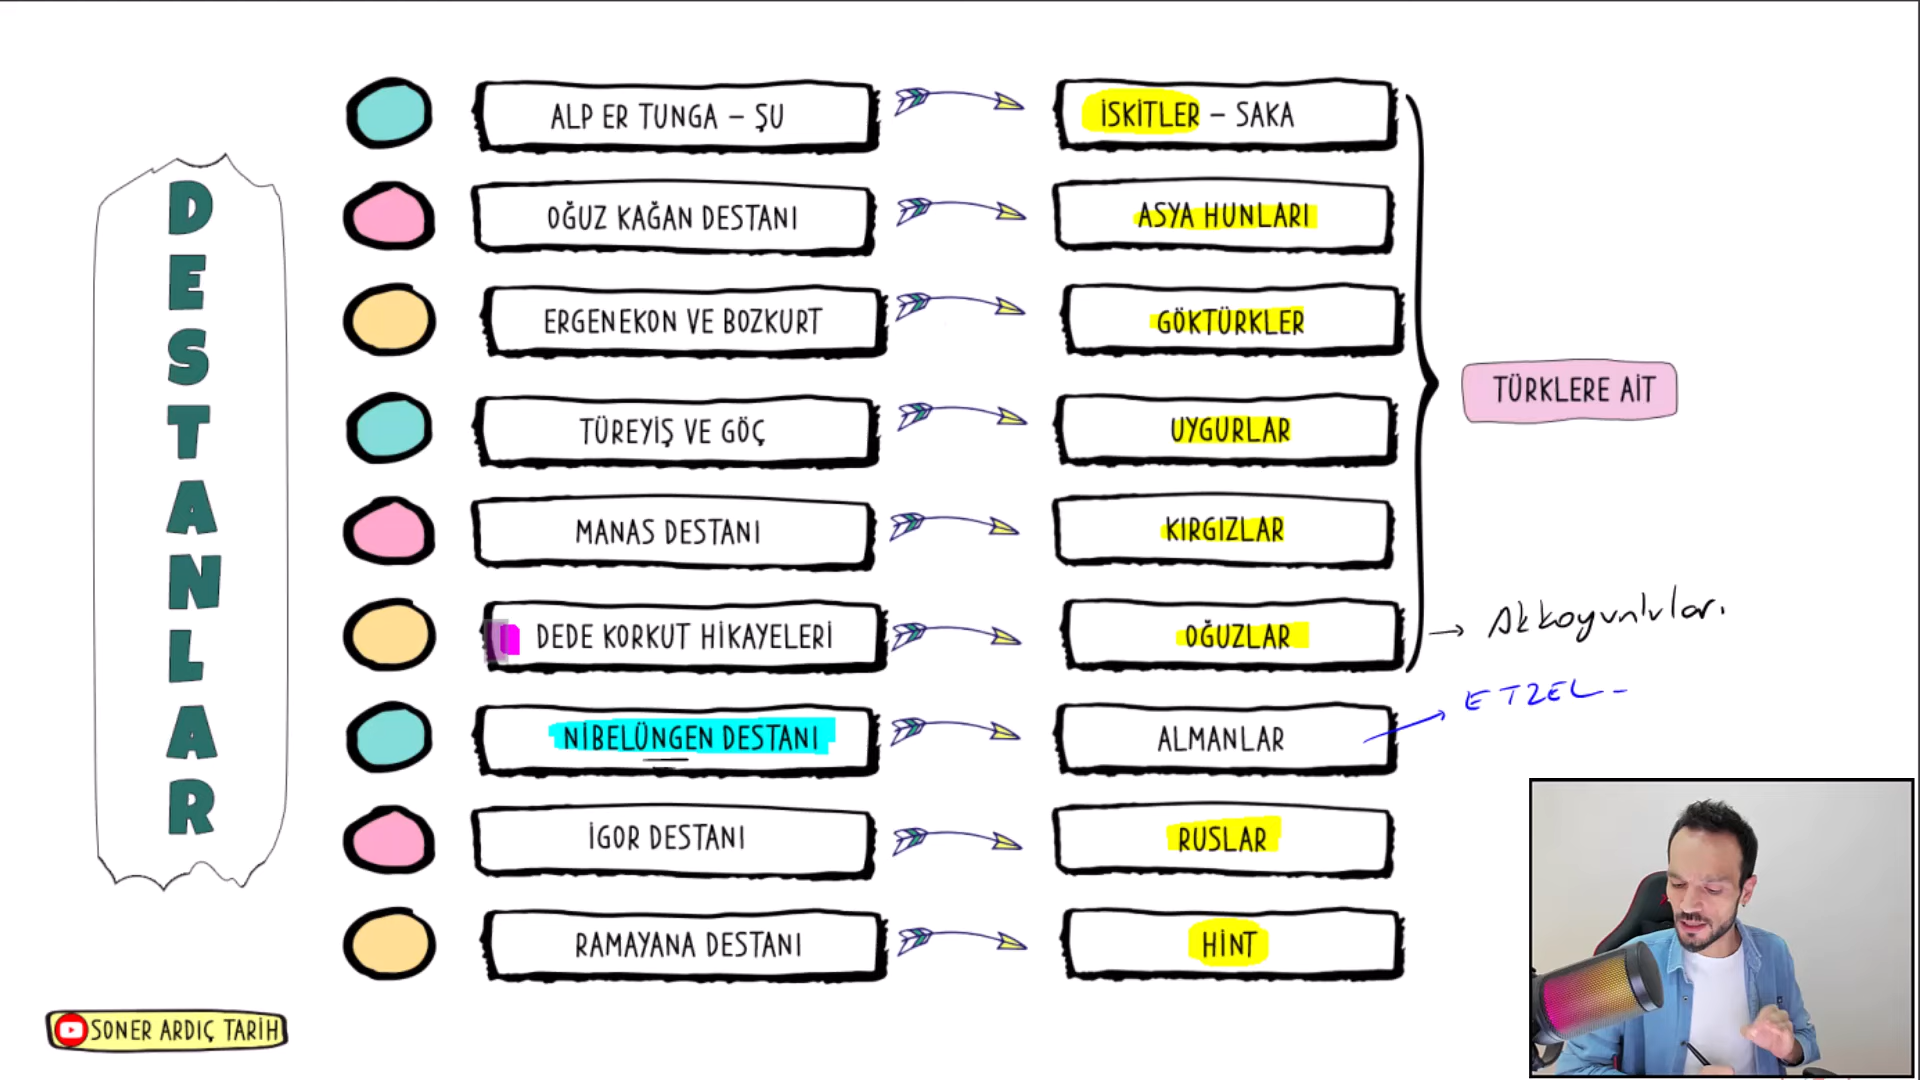 DESTANLAR
ALP ER TUNGA – ŞU
İSKİTLER – SAKA
OĞUZ KAĞAN DESTANI
ASYA HUNLARI
ERGENEKON VE BOZKURT
GÖKTÜRKLER
TÜREYİŞ VE GÖÇ
UYGURLAR
MANAS DESTANI
KIRGIZLAR
DEDE KORKUT HİKAYELERİ
OĞUZLAR
NİBELÜNGEN DESTANI
ALMANLAR
İGOR DESTANI
RUSLAR
RAMAYANA DESTANI
HİNT
TÜRKLERE AİT
Akkoyunluları
ETZEL -
SONER ARDIÇ TARİH